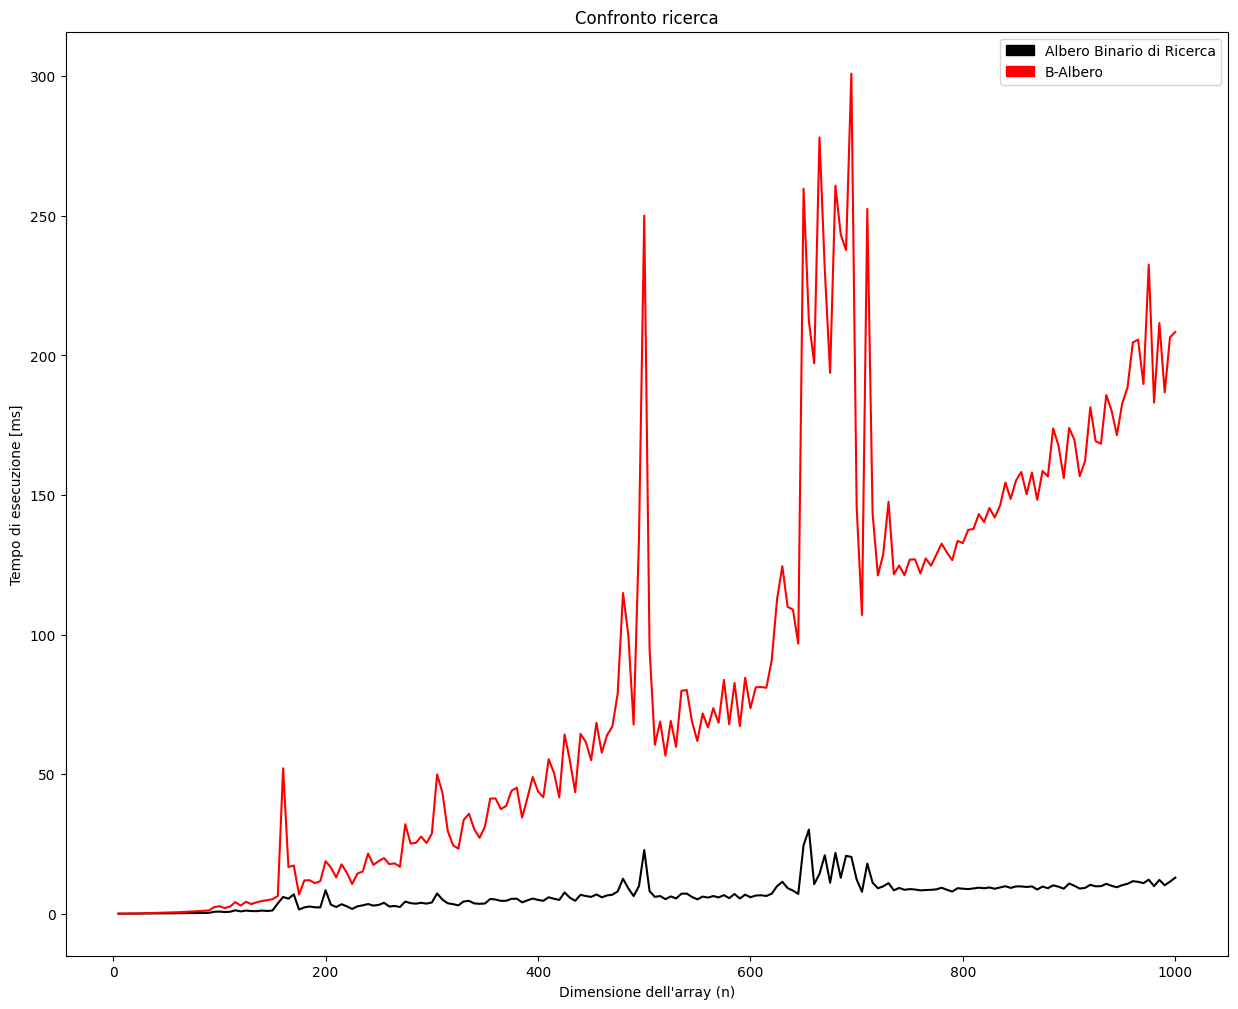 Confronto ricerca
Albero Binario di Ricerca
B-Albero
Tempo di esecuzione [ms]
300
250
200
150
100
50
0
0 200 400 600 800 1000
Dimensione dell'array (n)